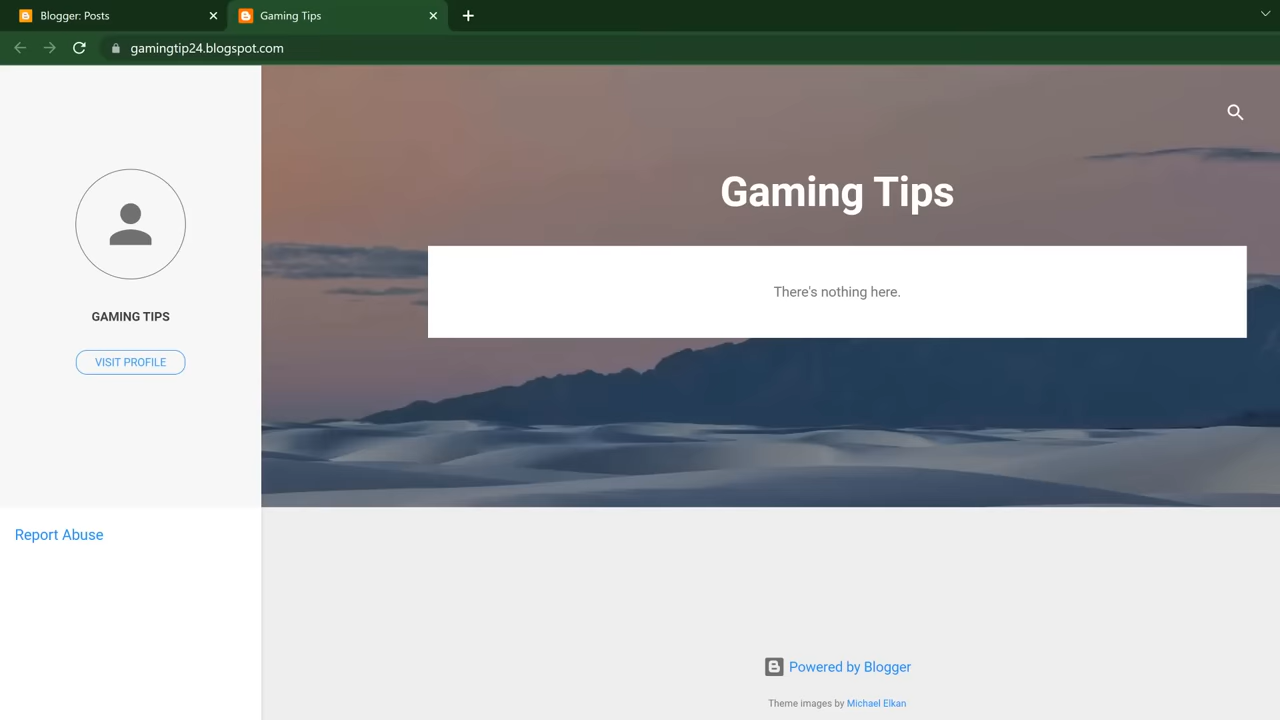 Blogger: Posts
Gaming Tips
gamingtip24.blogspot.com
Gaming Tips
There's nothing here.
GAMING TIPS
VISIT PROFILE
Report Abuse
Powered by Blogger
Theme images by Michael Elkan